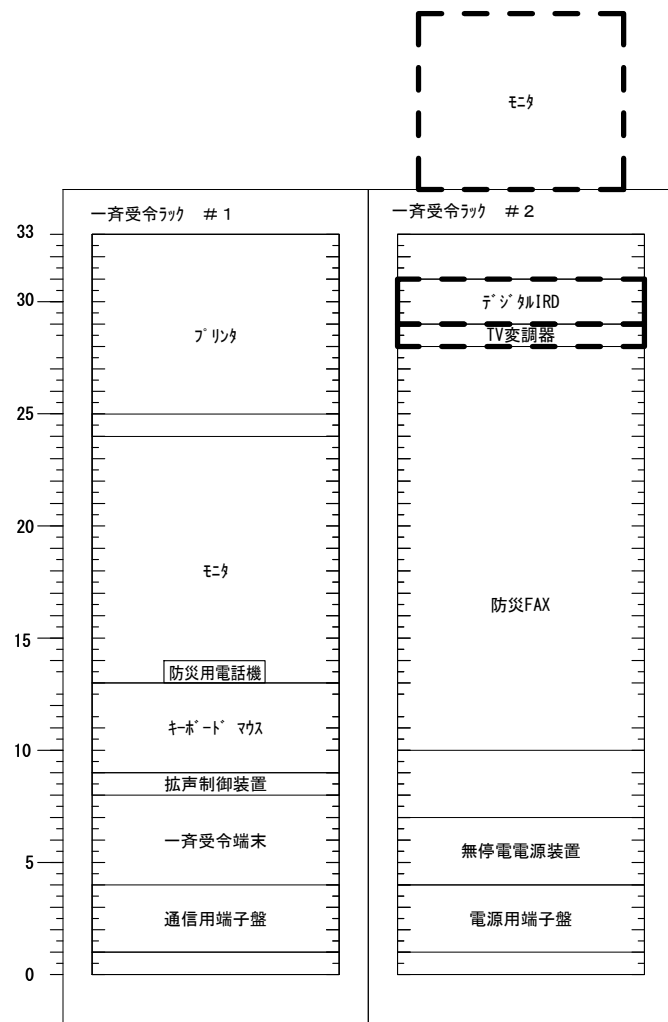 ﾓﾆﾀ
一斉受令ﾗｯｸ ＃１
一斉受令ﾗｯｸ ＃２
33
30
25
20
15
10
5
0
ﾌﾟﾘﾝﾀ
ﾓﾆﾀ
防災用電話機
ｷｰﾎﾞｰﾄﾞ ﾏｳｽ
拡声制御装置
一斉受令端末
通信用端子盤
ﾃﾞｼﾞﾀﾙIRD
TV変調器
防災FAX
無停電電源装置
電源用端子盤